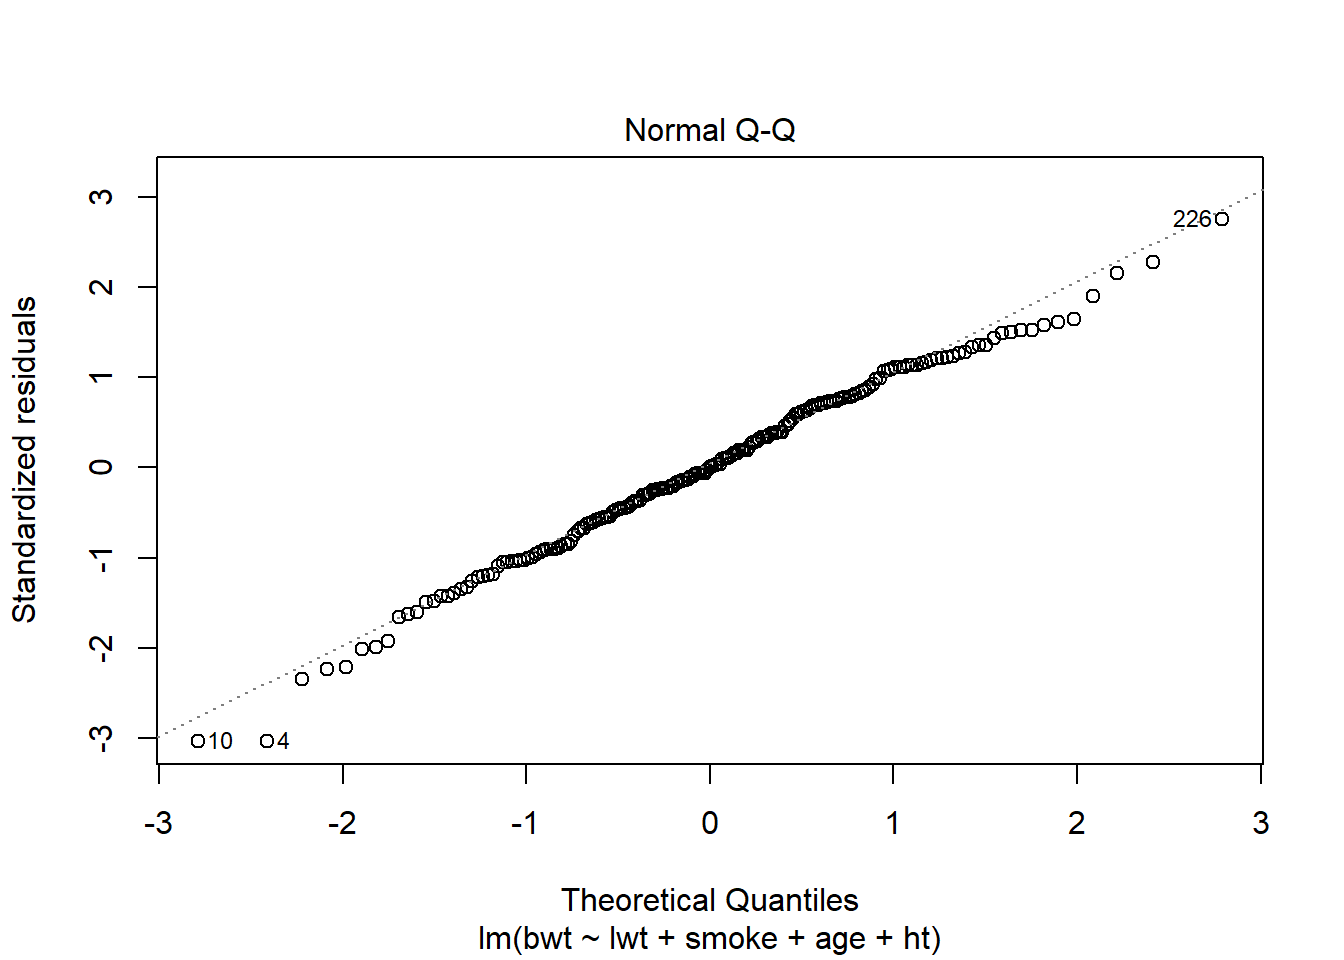 Normal Q-Q
Standardized residuals
3
2
1
0
-1
-2
-3
226
10
4
-3 -2 -1 0 1 2 3
Theoretical Quantiles
lm(bwt ~ lwt + smoke + age + ht)